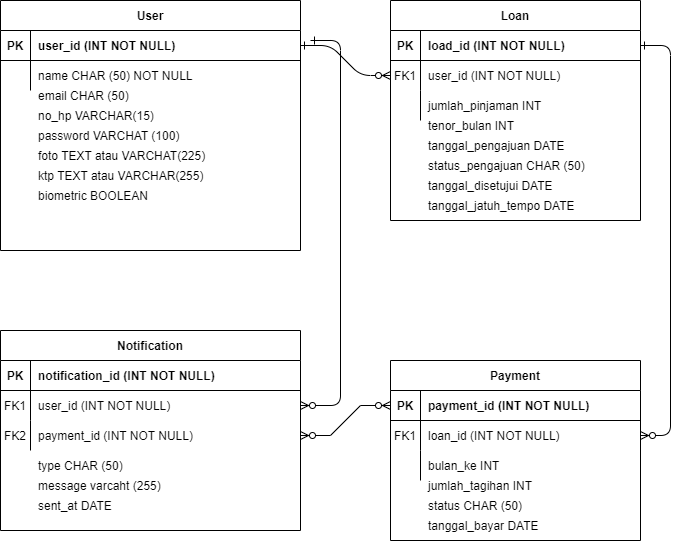 User
PK user_id (INT NOT NULL)
name CHAR (50) NOT NULL
email CHAR (50)
no_hp VARCHAR(15)
password VARCHAT (100)
foto TEXT atau VARCHAT(225)
ktp TEXT atau VARCHAR(255)
biometric BOOLEAN
Loan
PK load_id (INT NOT NULL)
FK1 user_id (INT NOT NULL)
jumlah_pinjaman INT
tenor_bulan INT
tanggal_pengajuan DATE
status_pengajuan CHAR (50)
tanggal_disetujui DATE
tanggal_jatuh_tempo DATE
Notification
PK notification_id (INT NOT NULL)
FK1 user_id (INT NOT NULL)
FK2 payment_id (INT NOT NULL)
type CHAR (50)
message varcaht (255)
sent_at DATE
Payment
PK payment_id (INT NOT NULL)
FK1 loan_id (INT NOT NULL)
bulan_ke INT
jumlah_tagihan INT
status CHAR (50)
tanggal_bayar DATE